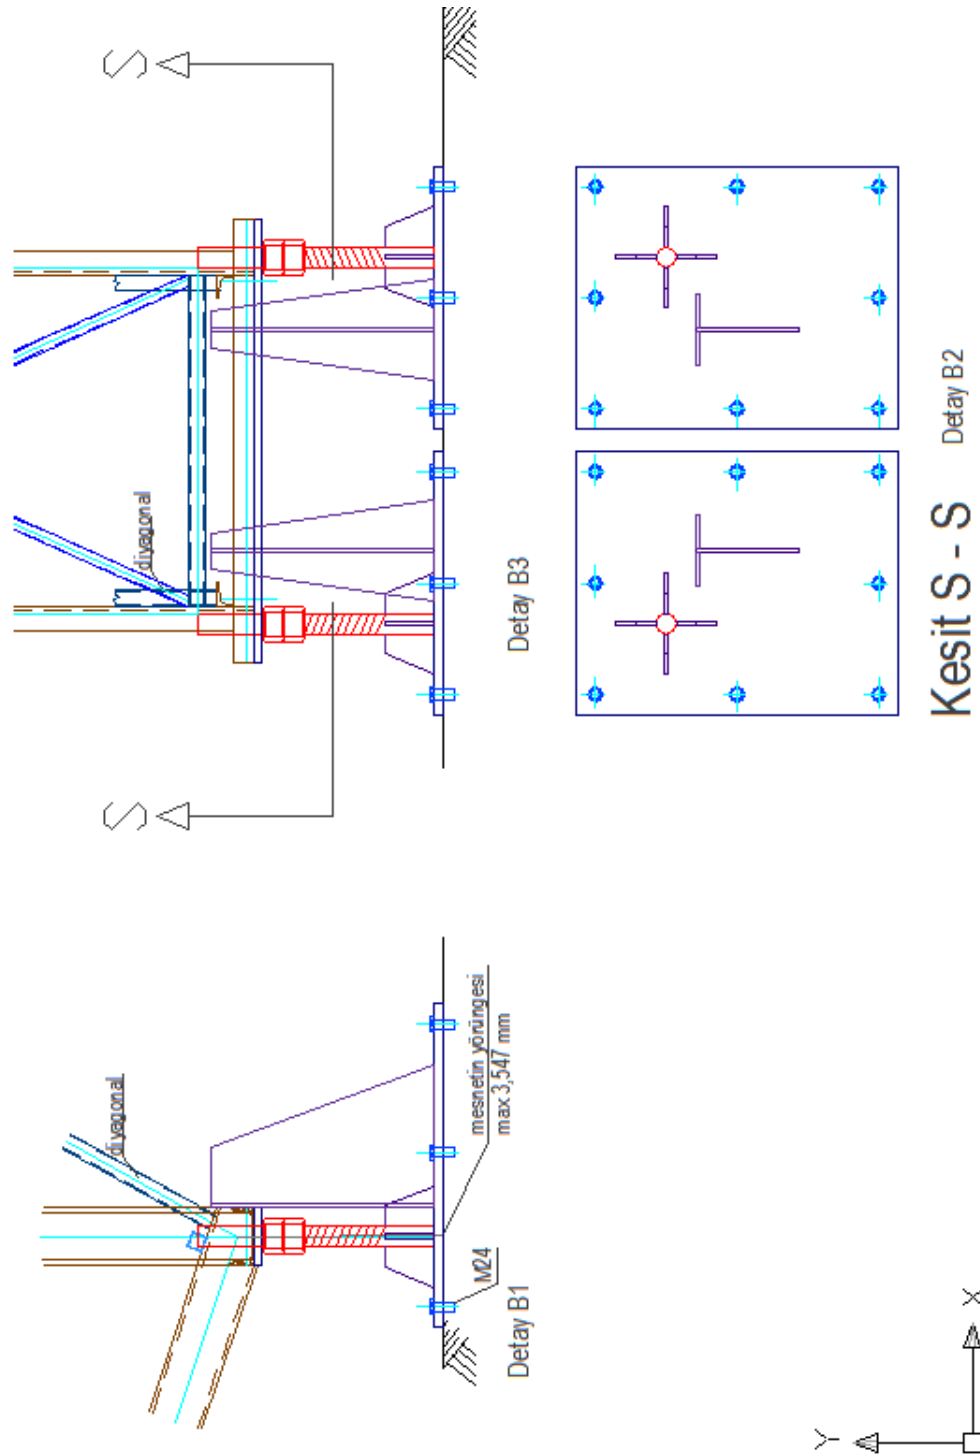 S
S
diyagonal
Detay B3
Detay B2
Kesit S - S
diyagonal
mesnetin yörüngesi
max 3,547 mm
M24
Detay B1
Y
X